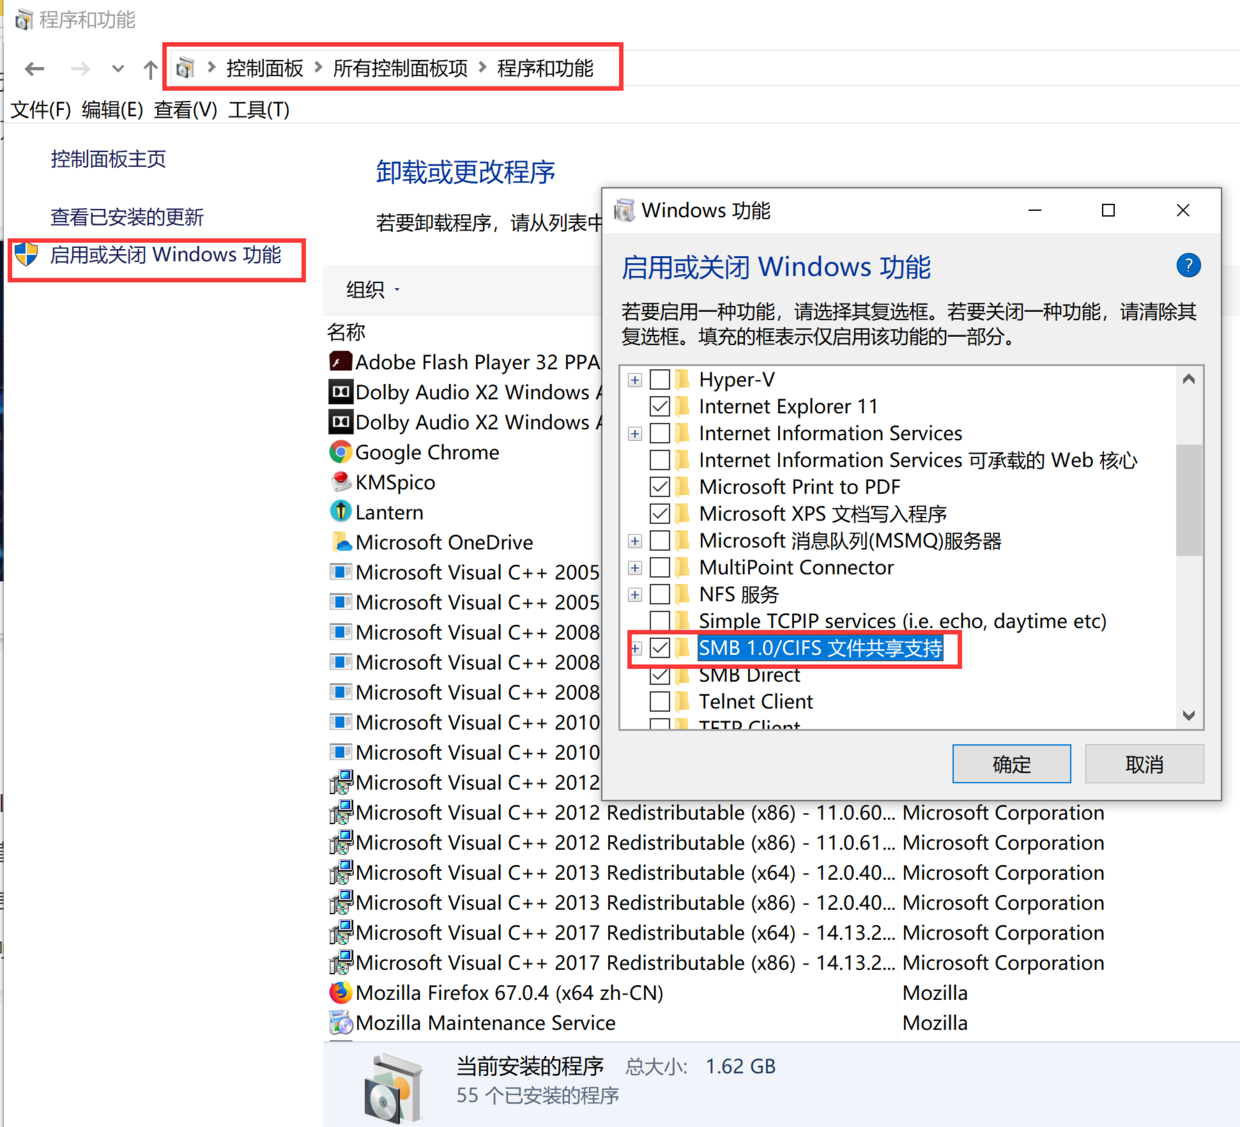 程序和功能
控制面板 > 所有控制面板项 > 程序和功能
文件(F) 编辑(E) 查看(V) 工具(T)
控制面板主页
查看已安装的更新
启用或关闭 Windows 功能
卸载或更改程序
若要卸载程序，请从列表中
组织
名称
Adobe Flash Player 32 PPA
Dolby Audio X2 Windows A
Dolby Audio X2 Windows A
Google Chrome
KMSpico
Lantern
Microsoft OneDrive
Microsoft Visual C++ 2005
Microsoft Visual C++ 2005
Microsoft Visual C++ 2008
Microsoft Visual C++ 2008
Microsoft Visual C++ 2008
Microsoft Visual C++ 2010
Microsoft Visual C++ 2010
Microsoft Visual C++ 2012
Microsoft Visual C++ 2012 Redistributable (x86) - 11.0.60... Microsoft Corporation
Microsoft Visual C++ 2012 Redistributable (x86) - 11.0.61... Microsoft Corporation
Microsoft Visual C++ 2013 Redistributable (x64) - 12.0.40... Microsoft Corporation
Microsoft Visual C++ 2013 Redistributable (x86) - 12.0.40... Microsoft Corporation
Microsoft Visual C++ 2017 Redistributable (x64) - 14.13.2... Microsoft Corporation
Microsoft Visual C++ 2017 Redistributable (x86) - 14.13.2... Microsoft Corporation
Mozilla Firefox 67.0.4 (x64 zh-CN) Mozilla
Mozilla Maintenance Service Mozilla
当前安装的程序 总大小: 1.62 GB
55 个已安装的程序
Windows 功能
启用或关闭 Windows 功能
若要启用一种功能，请选择其复选框。若要关闭一种功能，请清除其
复选框。填充的框表示仅启用该功能的一部分。
Hyper-V
Internet Explorer 11
Internet Information Services
Internet Information Services 可承载的 Web 核心
Microsoft Print to PDF
Microsoft XPS 文档写入程序
Microsoft 消息队列(MSMQ)服务器
MultiPoint Connector
NFS 服务
Simple TCPIP services (i.e. echo, daytime etc)
SMB 1.0/CIFS 文件共享支持
SMB Direct
Telnet Client
TFTP Client
确定 取消